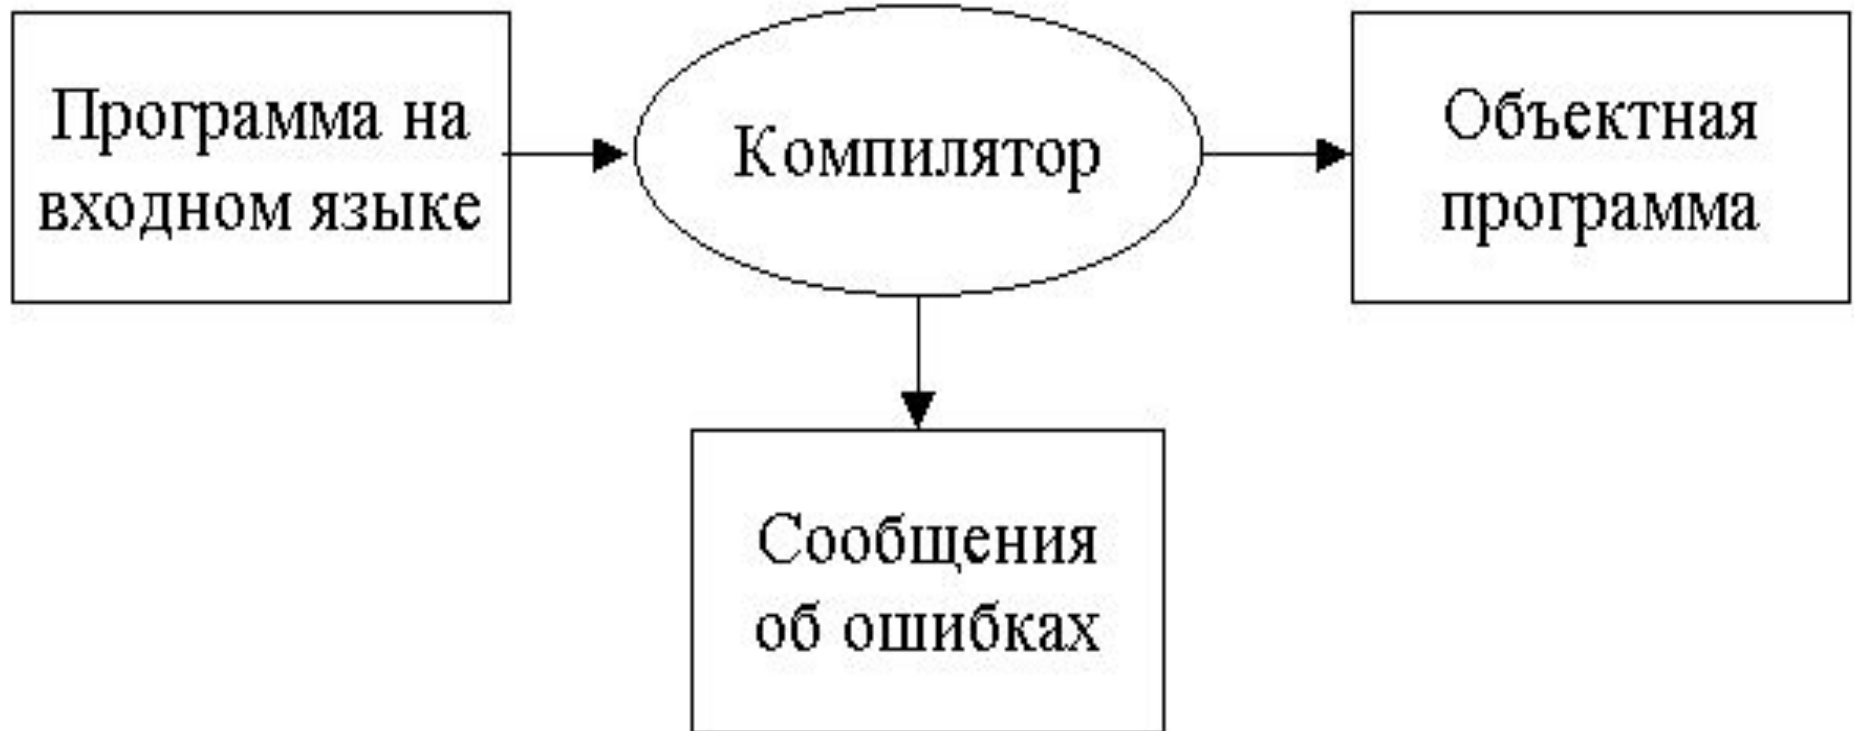 Программа на
входном языке
Компилятор
Объектная
программа
Сообщения
об ошибках